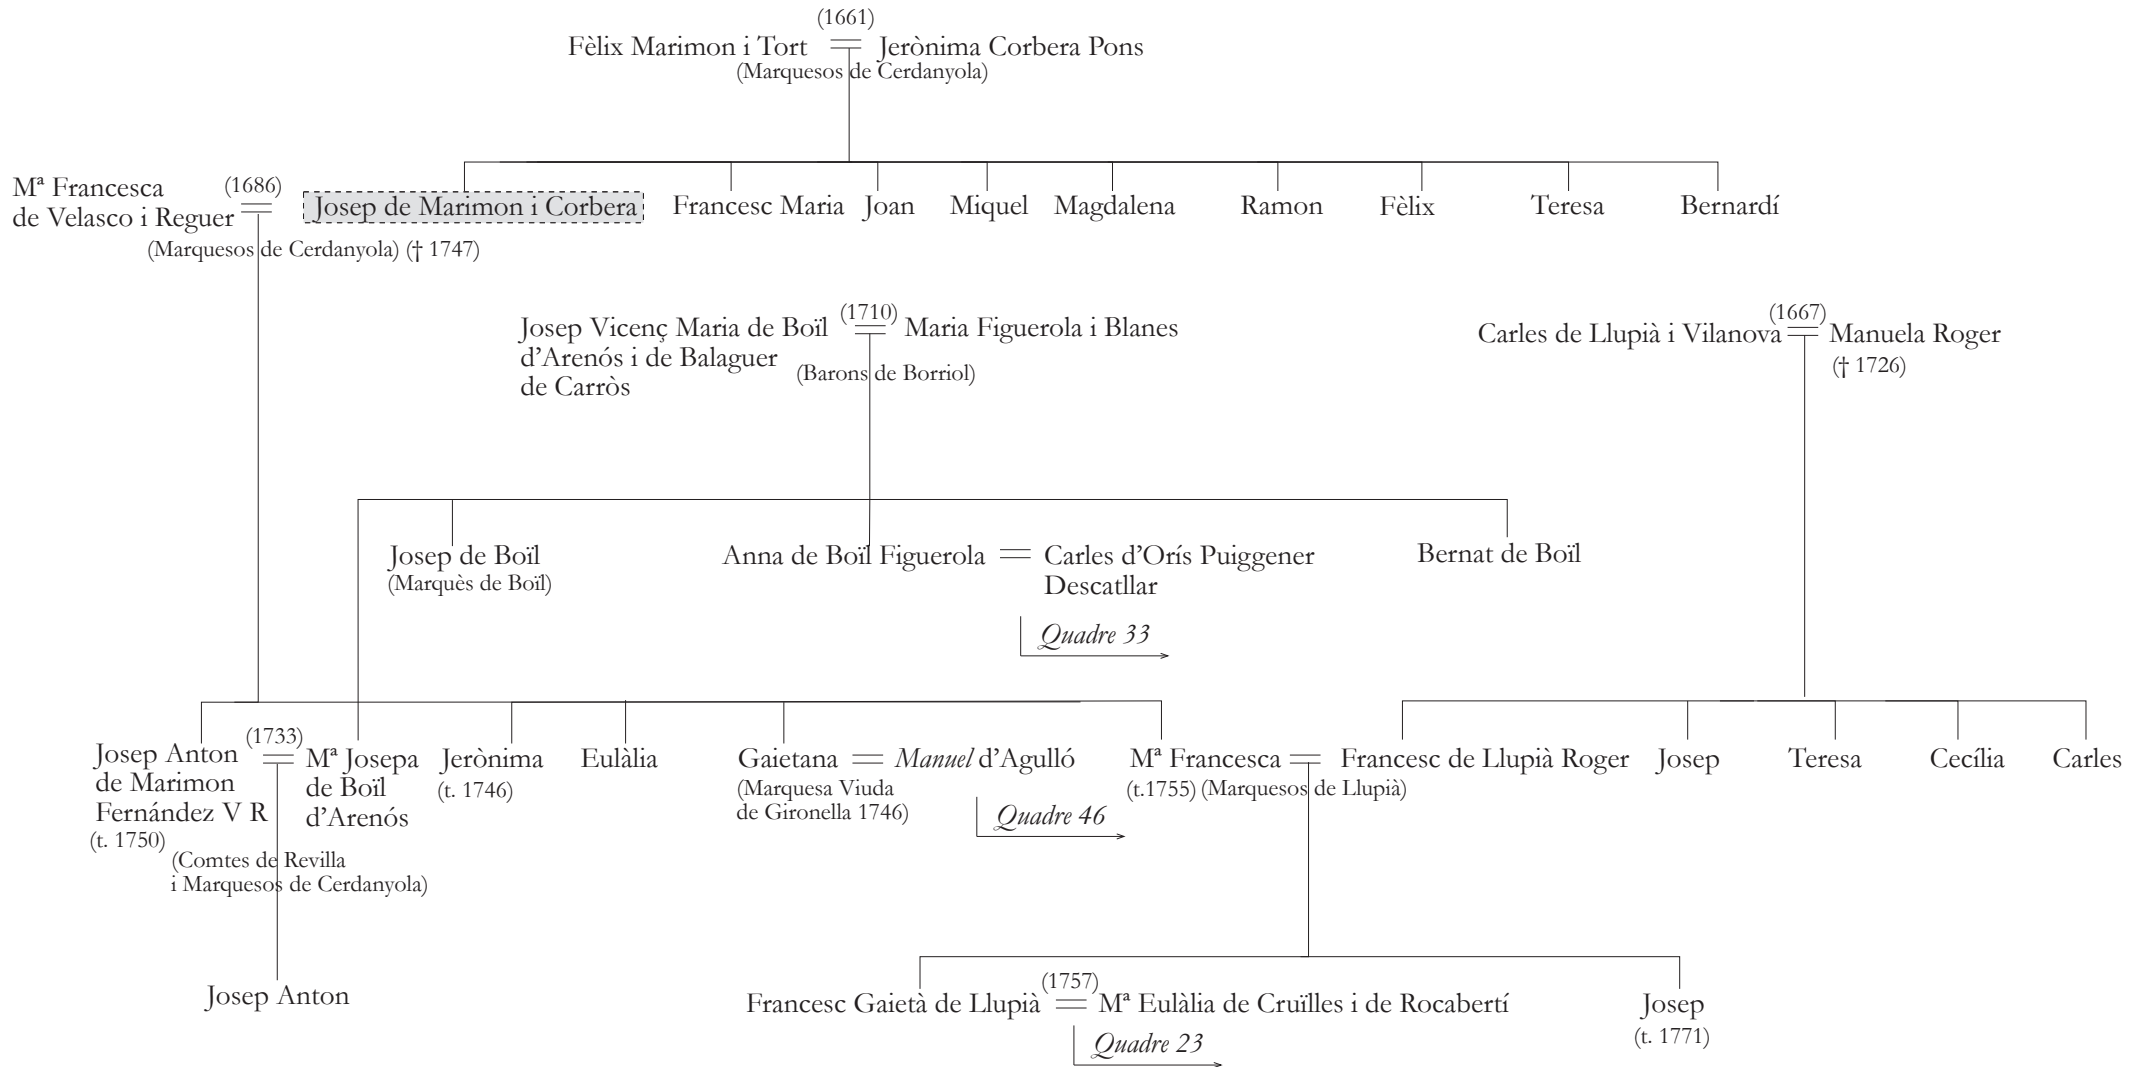 (1661)
Fèlix Marimon i Tort Jerònima Corbera Pons
(Marquesos de Cerdanyola)
Mª Francesca
de Velasco i Reguer
(1686)
Josep de Marimon i Corbera
Francesc Maria
Joan
Miquel
Magdalena
Ramon
Fèlix
Teresa
Bernardí
(Marquesos de Cerdanyola) († 1747)
Josep Vicenç Maria de Boïl
d’Arenós i de Balaguer
de Carròs
(1710)
Maria Figuerola i Blanes
(Barons de Borriol)
Carles de Llupià i Vilanova
(1667)
Manuela Roger
(† 1726)
Josep de Boïl
(Marquès de Boïl)
Anna de Boïl Figuerola
Carles d’Orís Puiggener
Descatllar
Quadre 33
Bernat de Boïl
Josep Anton
de Marimon
Fernández V R
(t. 1750)
(1733)
Mª Josepa
de Boïl
d’Arenós
(Comtes de Revilla
i Marquesos de Cerdanyola)
Jerònima
(t. 1746)
Eulàlia
Gaietana
(Marquesa Viuda
de Gironella 1746)
Manuel d’Agulló
Quadre 46
Mª Francesca
(t.1755) (Marquesos de Llupià)
Francesc de Llupià Roger
Josep
Teresa
Cecília
Carles
Josep Anton
Francesc Gaietà de Llupià
(1757)
Mª Eulàlia de Cruïlles i de Rocabertí
Quadre 23
Josep
(t. 1771)